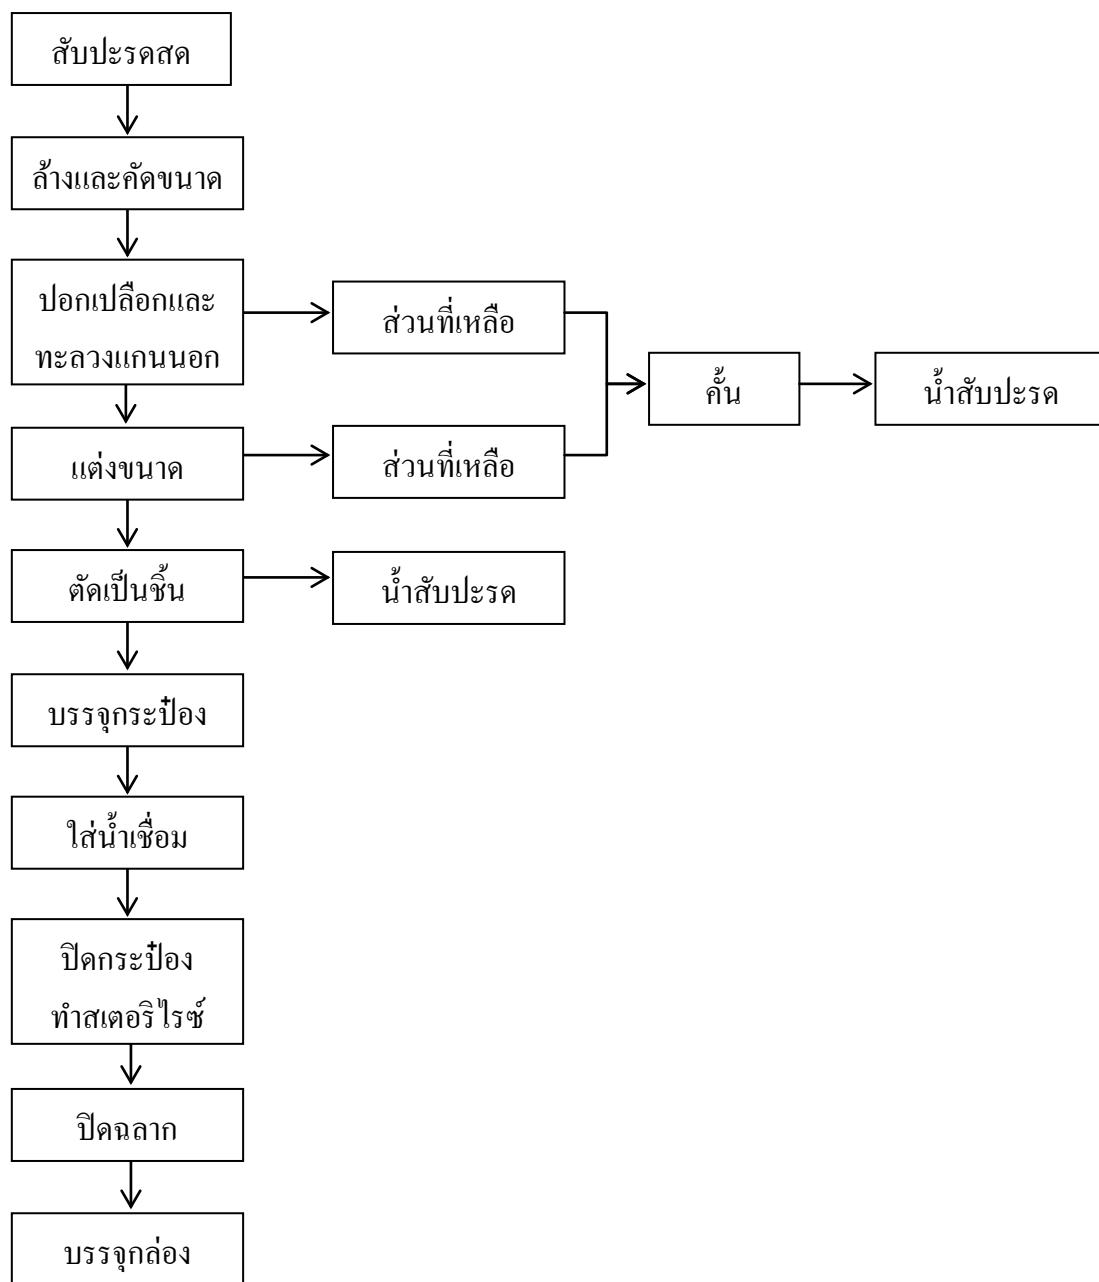 สับปะรดสด
ล้างและคัดขนาด
ปอกเปลือกและ
ทะลวงแกนนอก
ส่วนที่เหลือ
คั้น
น้ำสับปะรด
แต่งขนาด
ส่วนที่เหลือ
ตัดเป็นชิ้น
น้ำสับปะรด
บรรจุกระป๋อง
ใส่น้ำเชื่อม
ปิดกระป๋อง
ทำสเตอริไรซ์
ปิดฉลาก
บรรจุกล่อง